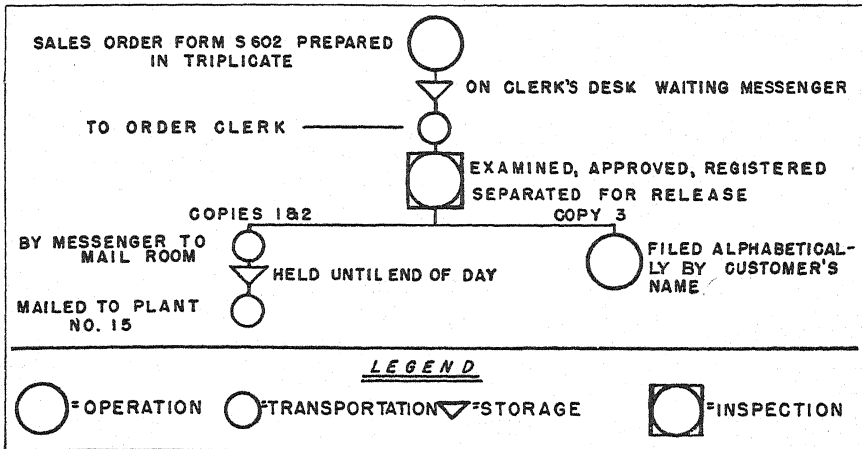 SALES ORDER FORM S 602 PREPARED
IN TRIPLICATE
ON CLERK'S DESK WAITING MESSENGER
TO ORDER CLERK
EXAMINED, APPROVED, REGISTERED
SEPARATED FOR RELEASE
COPIES 1&2
COPY 3
BY MESSENGER TO
MAIL ROOM
FILED ALPHABETICAL-
LY BY CUSTOMER'S
NAME
HELD UNTIL END OF DAY
MAILED TO PLANT
NO. 15
LEGEND
=OPERATION
=TRANSPORTATION
=STORAGE
=INSPECTION